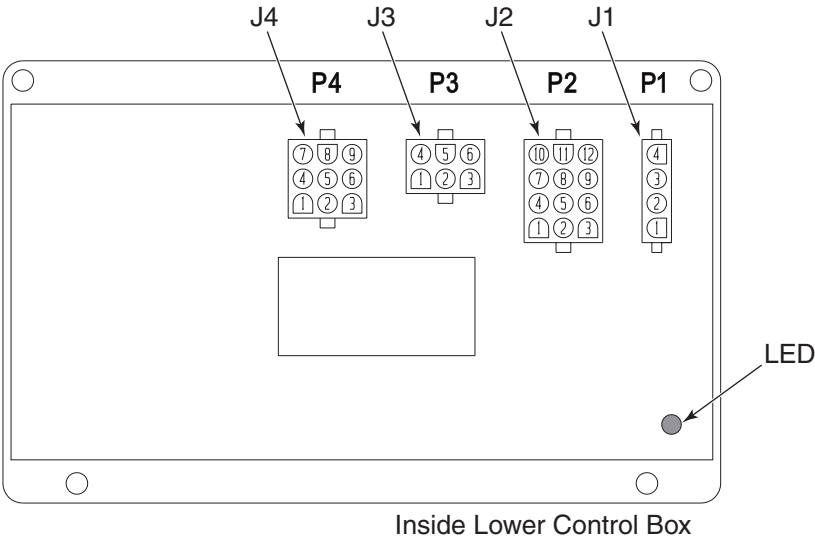 J4 J3 J2 J1
P4 P3 P2 P1
7 8 9 4 5 6 10 11 12 4
4 5 6 1 2 3 7 8 9 3
1 2 3 4 5 6 2
1 2 3 1
LED
Inside Lower Control Box